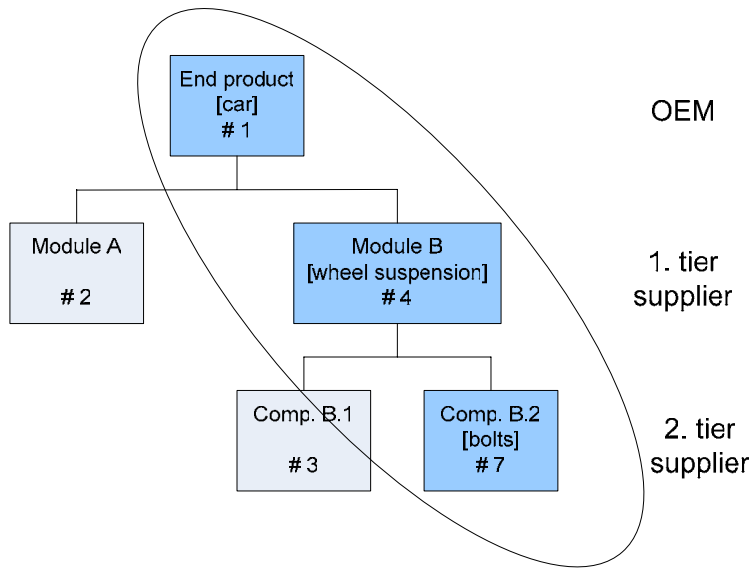 End product
[car]
# 1
OEM
Module A
# 2
Module B
[wheel suspension]
# 4
1. tier
supplier
Comp. B.1
# 3
Comp. B.2
[bolts]
# 7
2. tier
supplier